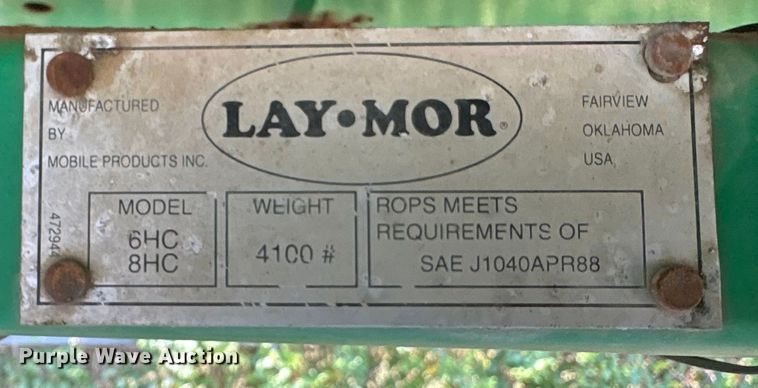 MANUFACTURED
BY
MOBILE PRODUCTS INC.
LAY•MOR®
FAIRVIEW
OKLAHOMA
USA
MODEL
6HC
8HC
WEIGHT
4100 #
ROPS MEETS
REQUIREMENTS OF
SAE J1040APR88
Purple Wave Auction